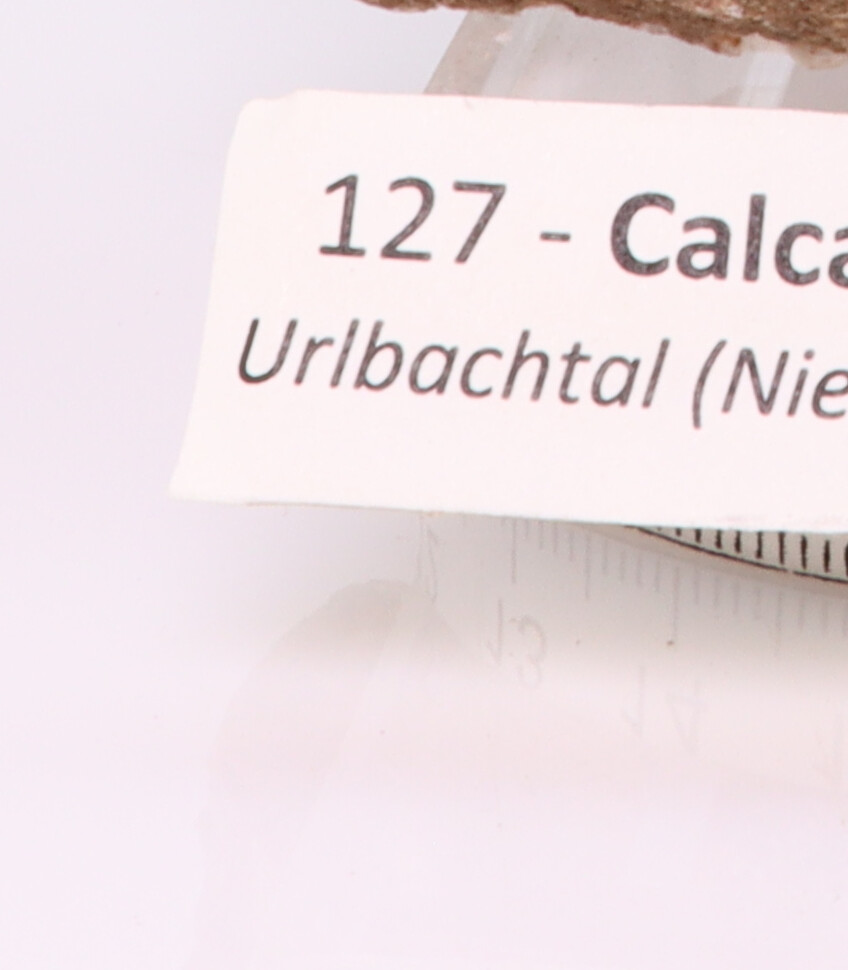 127 - Calca
Urlbachtal (Nie